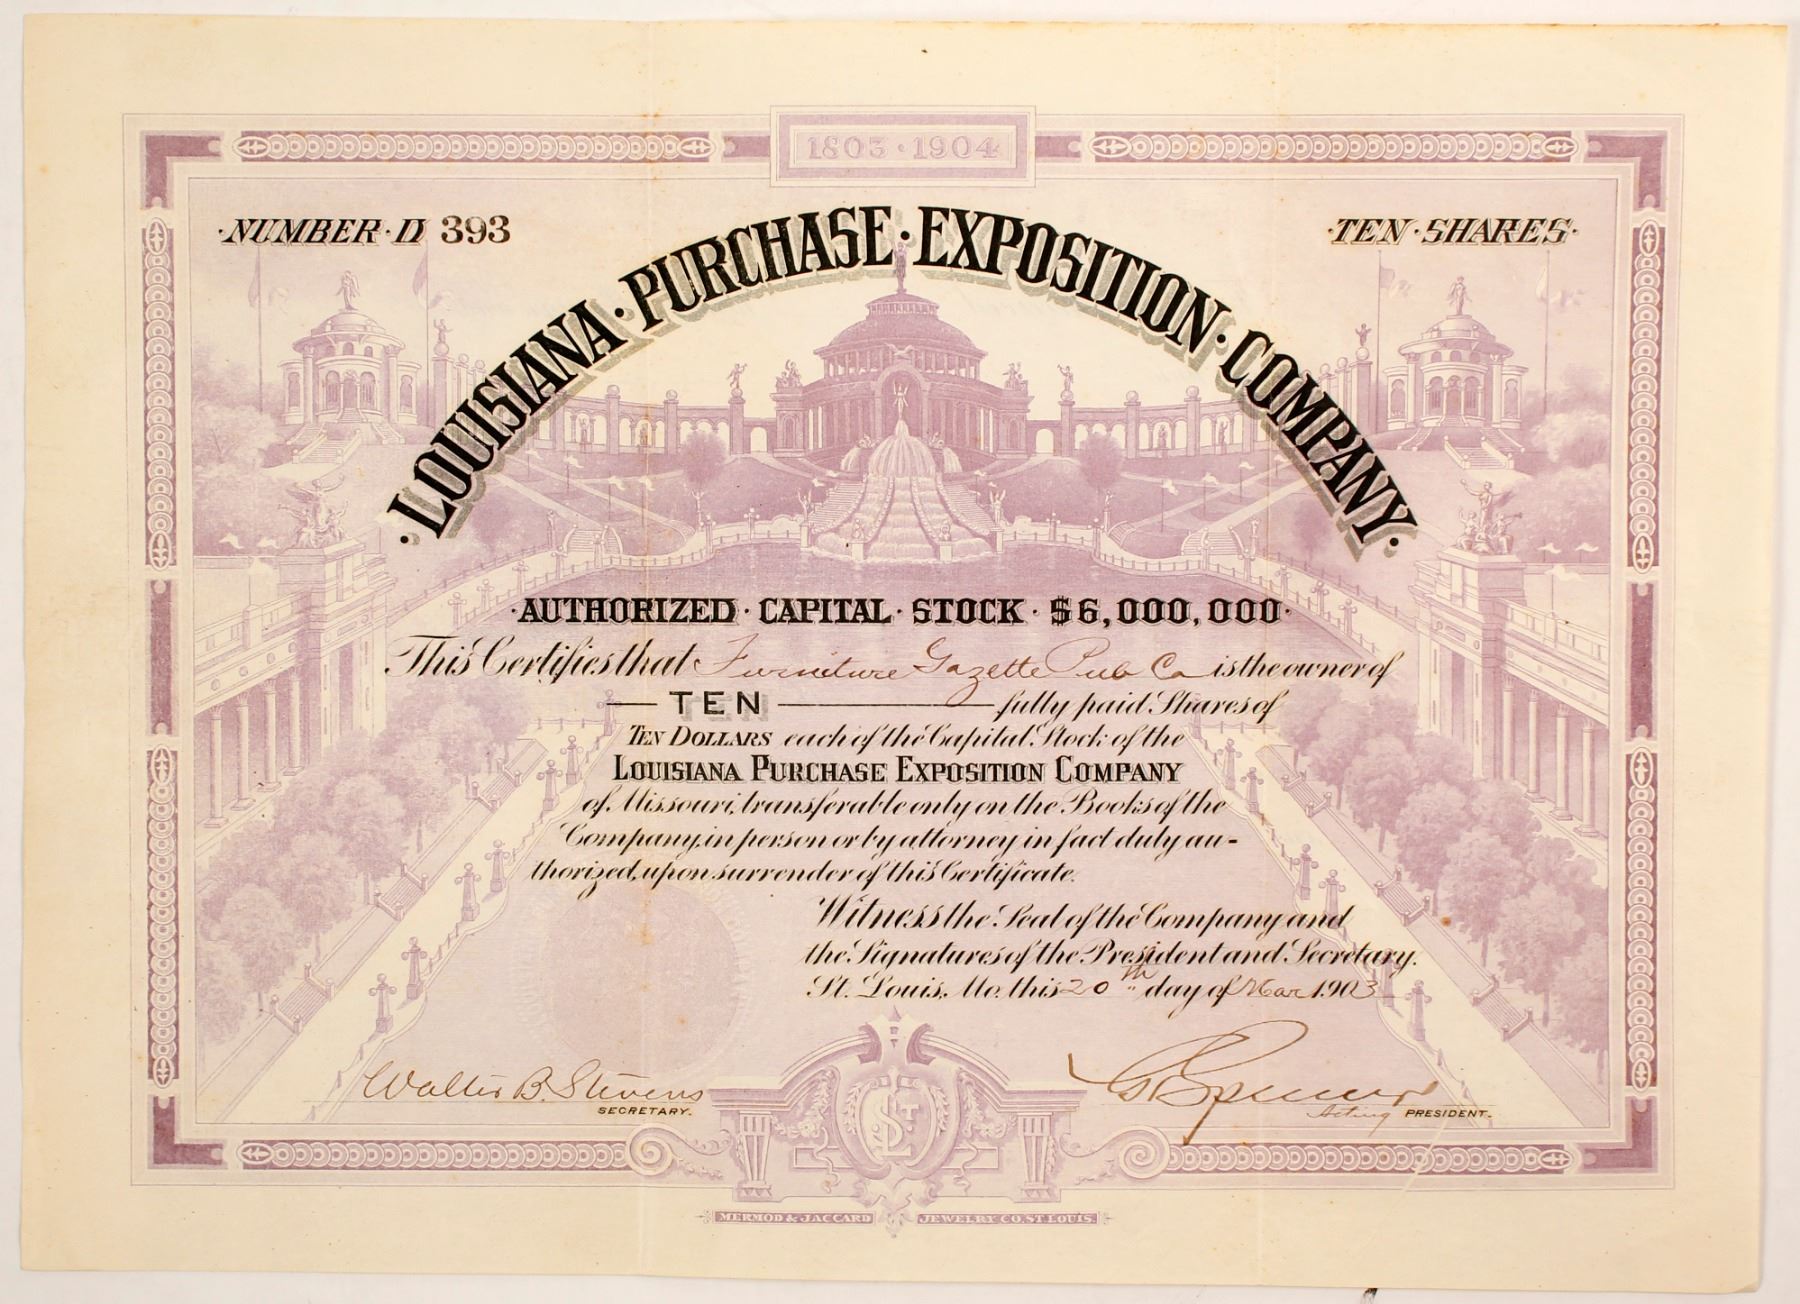 1803 · 1904
·NUMBER·D 393
·TEN·SHARES·
·LOUISIANA·PURCHASE·EXPOSITION·COMPANY·
·AUTHORIZED·CAPITAL·STOCK·$6,000,000·
This Certifies that Furniture Gazette Pub Co is the owner of
TEN fully paid Shares of
TEN DOLLARS each of the Capital Stock of the
LOUISIANA PURCHASE EXPOSITION COMPANY
of Missouri, transferable only on the Books of the
Company, in person or by attorney in fact duly au-
thorized, upon surrender of this Certificate.
Witness the Seal of the Company and
the Signatures of the President and Secretary.
St. Louis, Mo. this 20th day of Mar 1903
Walter B. Stevens
SECRETARY.
C H Spencer
Acting PRESIDENT.
ST L
MERMOD & JACCARD JEWELRY CO. ST LOUIS.